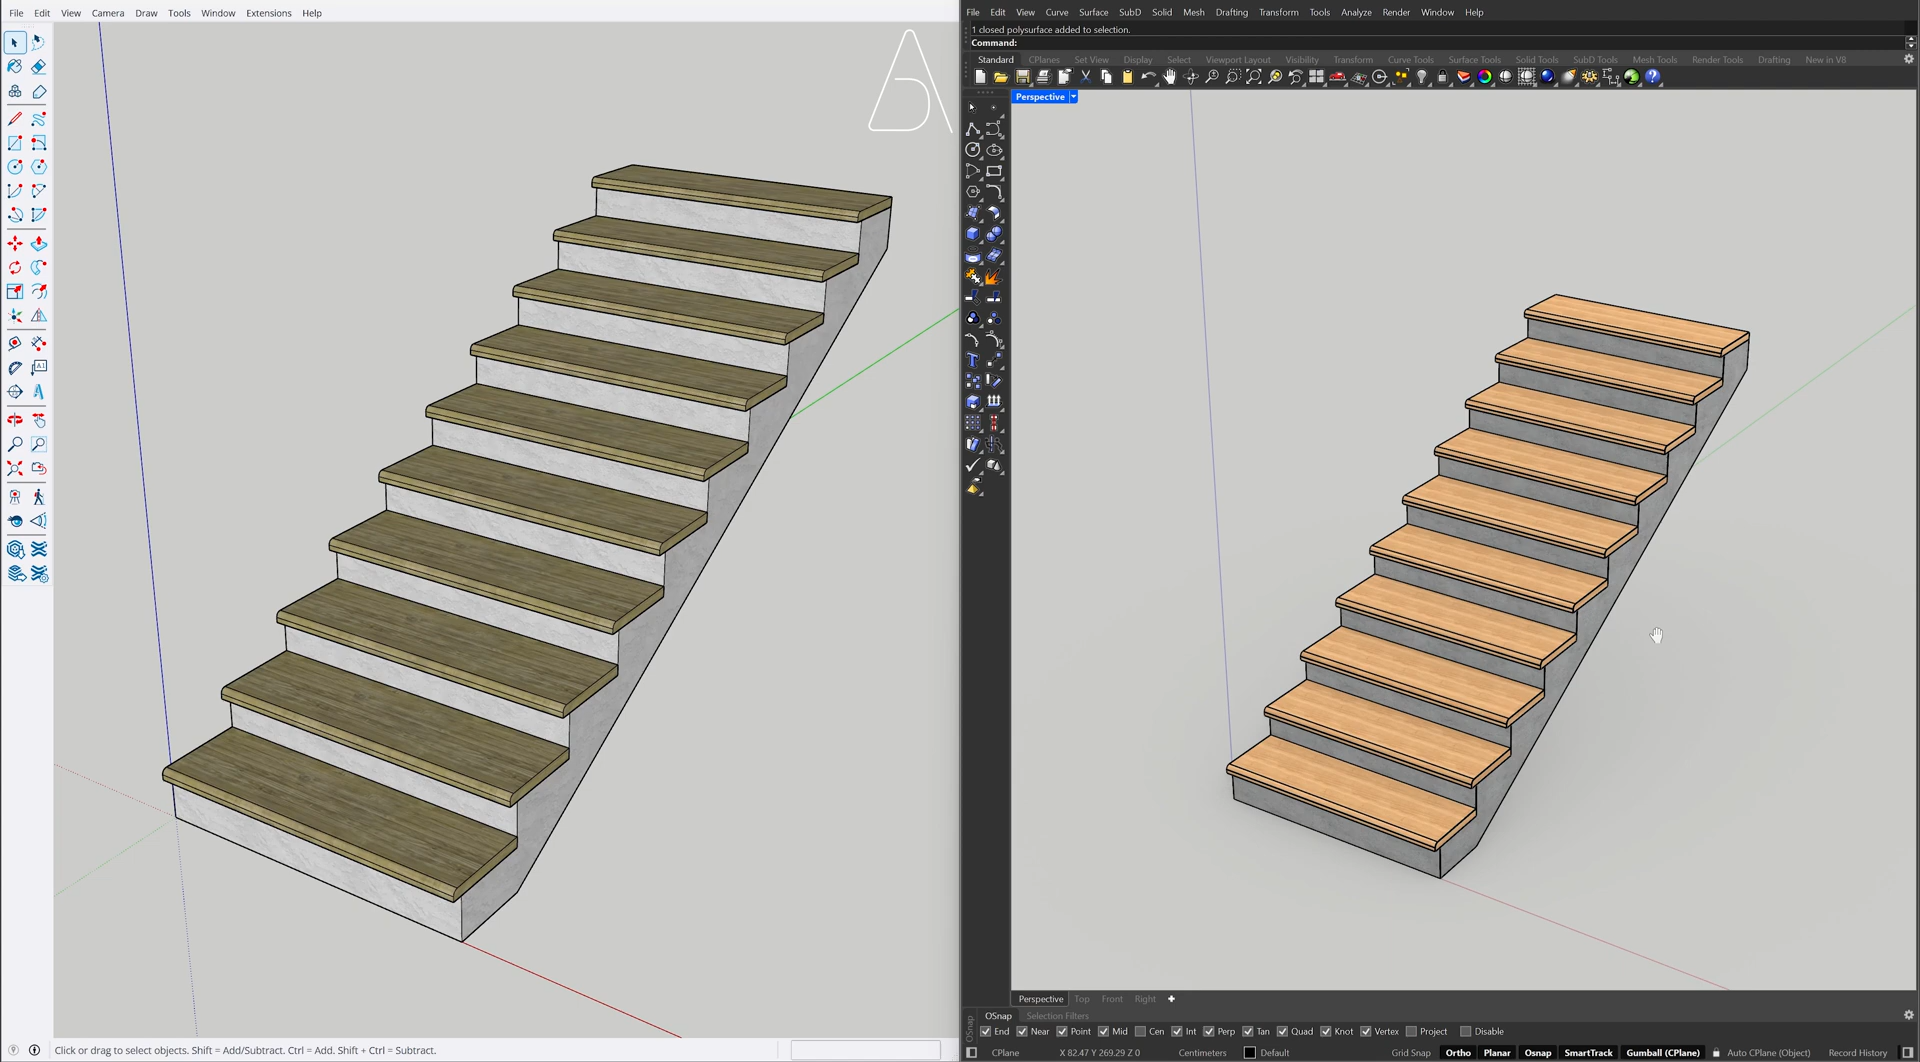 File Edit View Camera Draw Tools Window Extensions Help
A1
A
Click or drag to select objects. Shift = Add/Subtract. Ctrl = Add. Shift + Ctrl = Subtract.
File Edit View Curve Surface SubD Solid Mesh Drafting Transform Tools Analyze Render Window Help
1 closed polysurface added to selection.
Command:
Standard CPlanes Set View Display Select Viewport Layout Visibility Transform Curve Tools Surface Tools Solid Tools SubD Tools Mesh Tools Render Tools Drafting New in V8
Perspective
T
Perspective Top Front Right
OSnap Selection Filters
OSnap
End Near Point Mid Cen Int Perp Tan Quad Knot Vertex Project Disable
CPlane X 82.47 Y 269.29 Z 0 Centimeters Default Grid Snap Ortho Planar Osnap SmartTrack Gumball (CPlane) Auto CPlane (Object) Record History